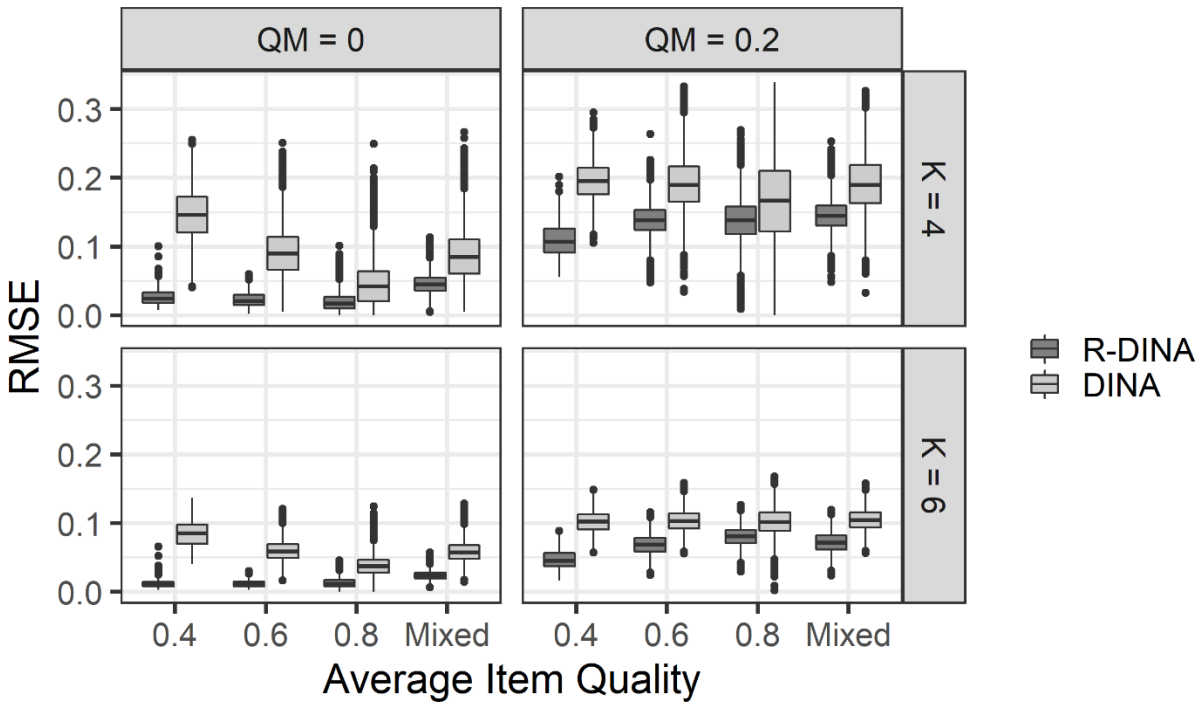 QM = 0
QM = 0.2
0.3
0.2
0.1
0.0
K = 4
0.3
0.2
0.1
0.0
K = 6
RMSE
R-DINA
DINA
0.4 0.6 0.8 Mixed
0.4 0.6 0.8 Mixed
Average Item Quality